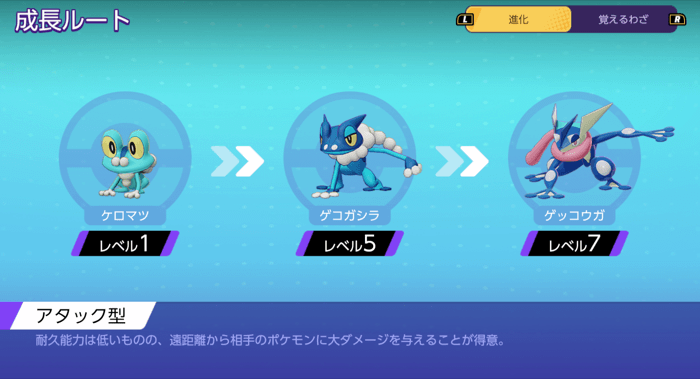 成長ルート
L 進化 覚えるわざ R
ケロマツ ゲコガシラ ゲッコウガ
レベル1 レベル5 レベル7
アタック型
耐久能力は低いものの、遠距離から相手のポケモンに大ダメージを与えることが得意。